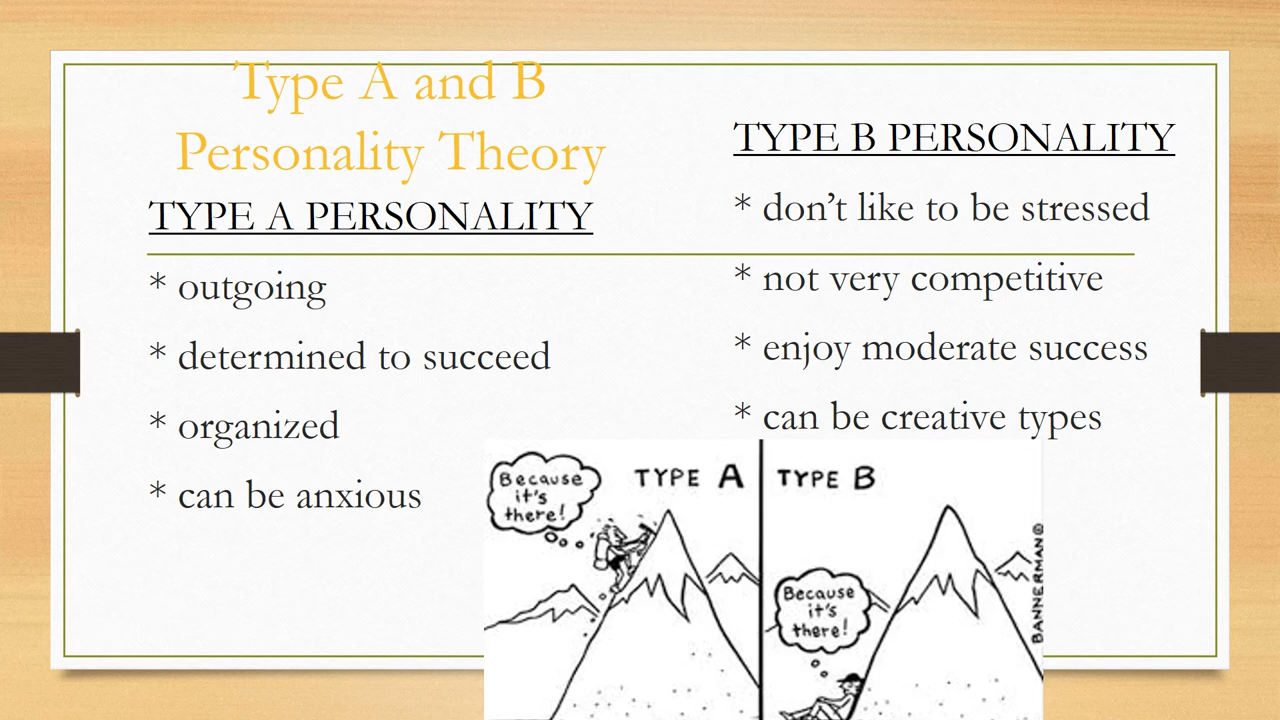 Type A and B
Personality Theory
TYPE A PERSONALITY
* outgoing
* determined to succeed
* organized
* can be anxious
TYPE B PERSONALITY
* don’t like to be stressed
* not very competitive
* enjoy moderate success
* can be creative types
Because
it's
there!
TYPE A
TYPE B
Because
it's
there!
BANNERMAN©